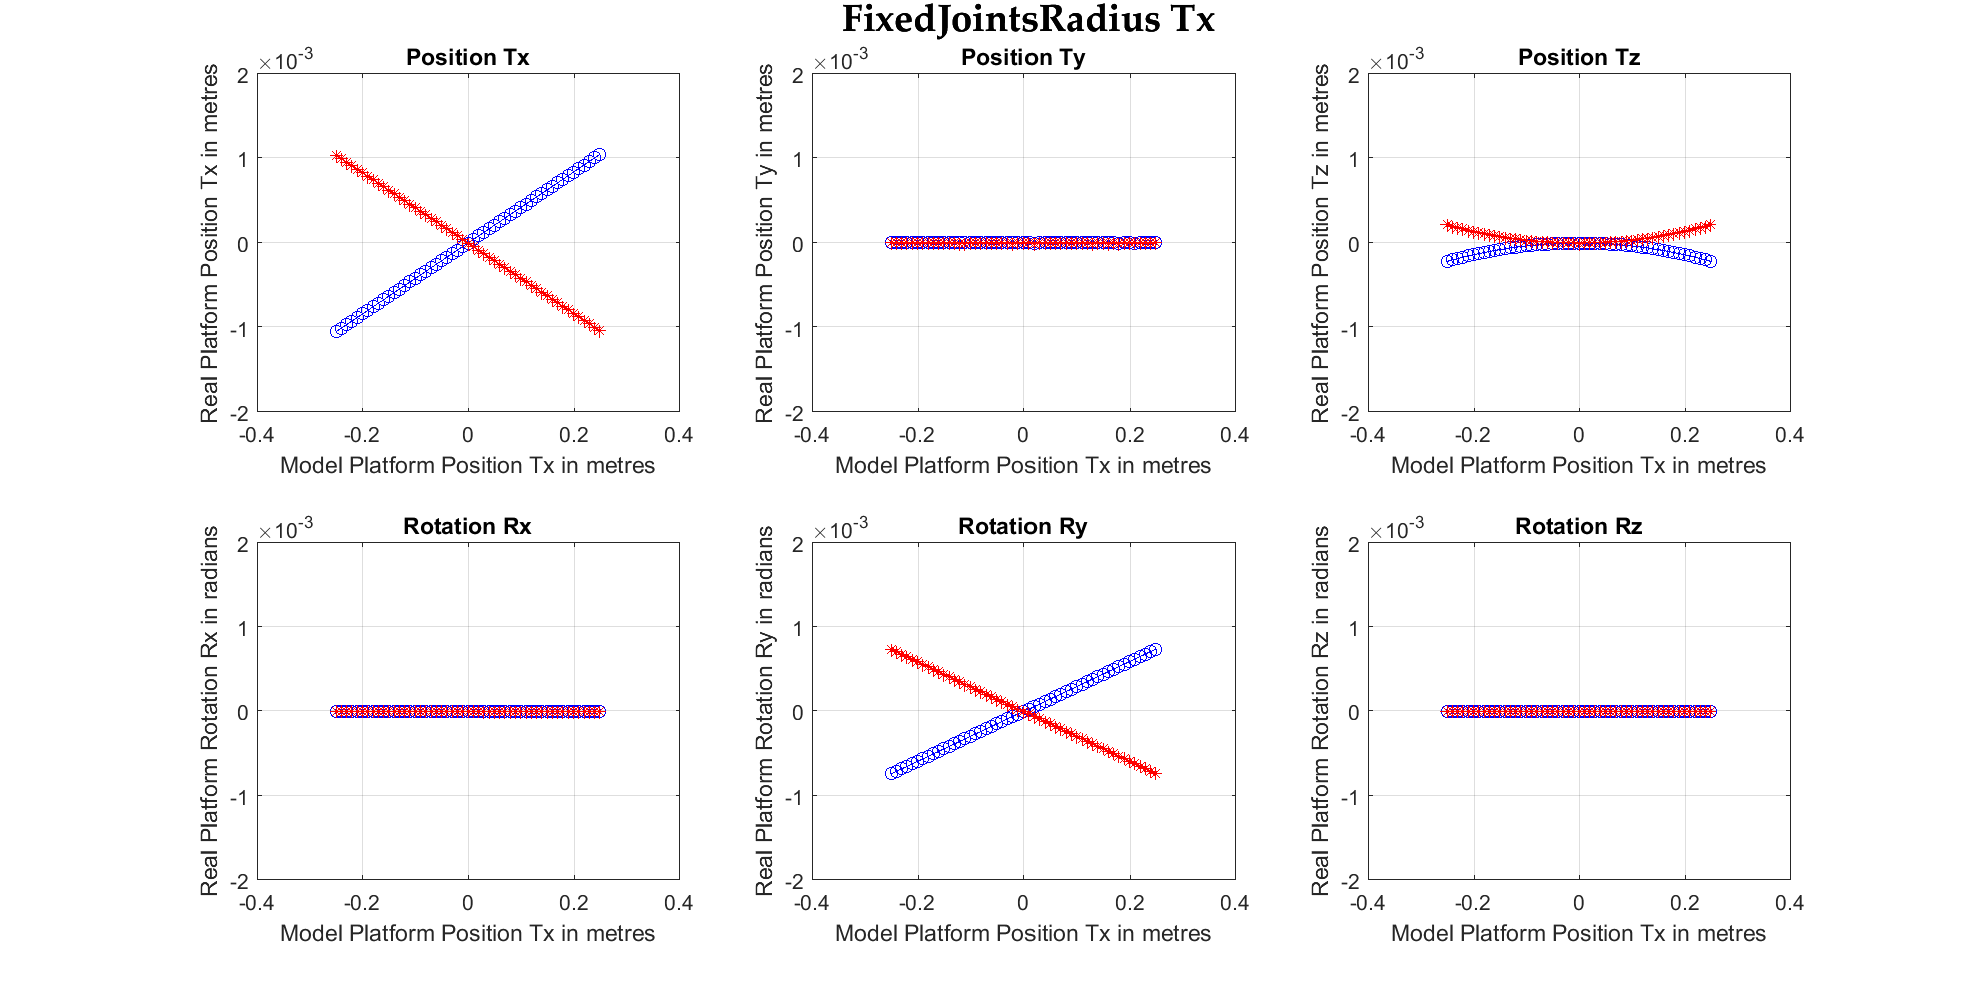 FixedJointsRadius Tx
Position Tx
×10-3
Real Platform Position Tx in metres
2
1
0
-1
-2
-0.4 -0.2 0 0.2 0.4
Model Platform Position Tx in metres
Position Ty
×10-3
Real Platform Position Ty in metres
2
1
0
-1
-2
-0.4 -0.2 0 0.2 0.4
Model Platform Position Tx in metres
Position Tz
×10-3
Real Platform Position Tz in metres
2
1
0
-1
-2
-0.4 -0.2 0 0.2 0.4
Model Platform Position Tx in metres
Rotation Rx
×10-3
Real Platform Rotation Rx in radians
2
1
0
-1
-2
-0.4 -0.2 0 0.2 0.4
Model Platform Position Tx in metres
Rotation Ry
×10-3
Real Platform Rotation Ry in radians
2
1
0
-1
-2
-0.4 -0.2 0 0.2 0.4
Model Platform Position Tx in metres
Rotation Rz
×10-3
Real Platform Rotation Rz in radians
2
1
0
-1
-2
-0.4 -0.2 0 0.2 0.4
Model Platform Position Tx in metres